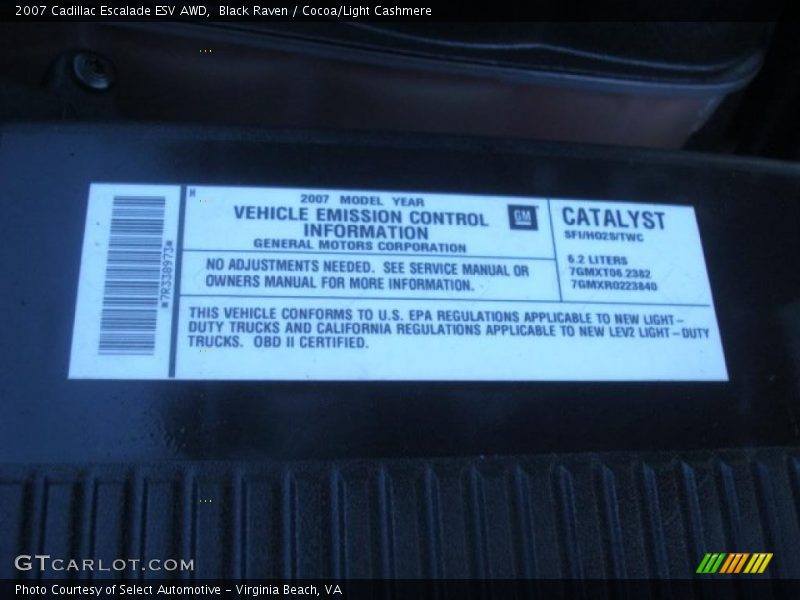 2007 Cadillac Escalade ESV AWD,  Black Raven / Cocoa/Light Cashmere
H
2007 MODEL YEAR
VEHICLE EMISSION CONTROL
INFORMATION
GENERAL MOTORS CORPORATION
GM
CATALYST
SFI/HO2S/TWC
6.2 LITERS
7GMXT06.2382
7GMXR0223840
*7R338973*
NO ADJUSTMENTS NEEDED. SEE SERVICE MANUAL OR
OWNERS MANUAL FOR MORE INFORMATION.
THIS VEHICLE CONFORMS TO U.S. EPA REGULATIONS APPLICABLE TO NEW LIGHT-
DUTY TRUCKS AND CALIFORNIA REGULATIONS APPLICABLE TO NEW LEV2 LIGHT-DUTY
TRUCKS. OBD II CERTIFIED.
GTCARLOT.COM
Photo Courtesy of Select Automotive - Virginia Beach, VA